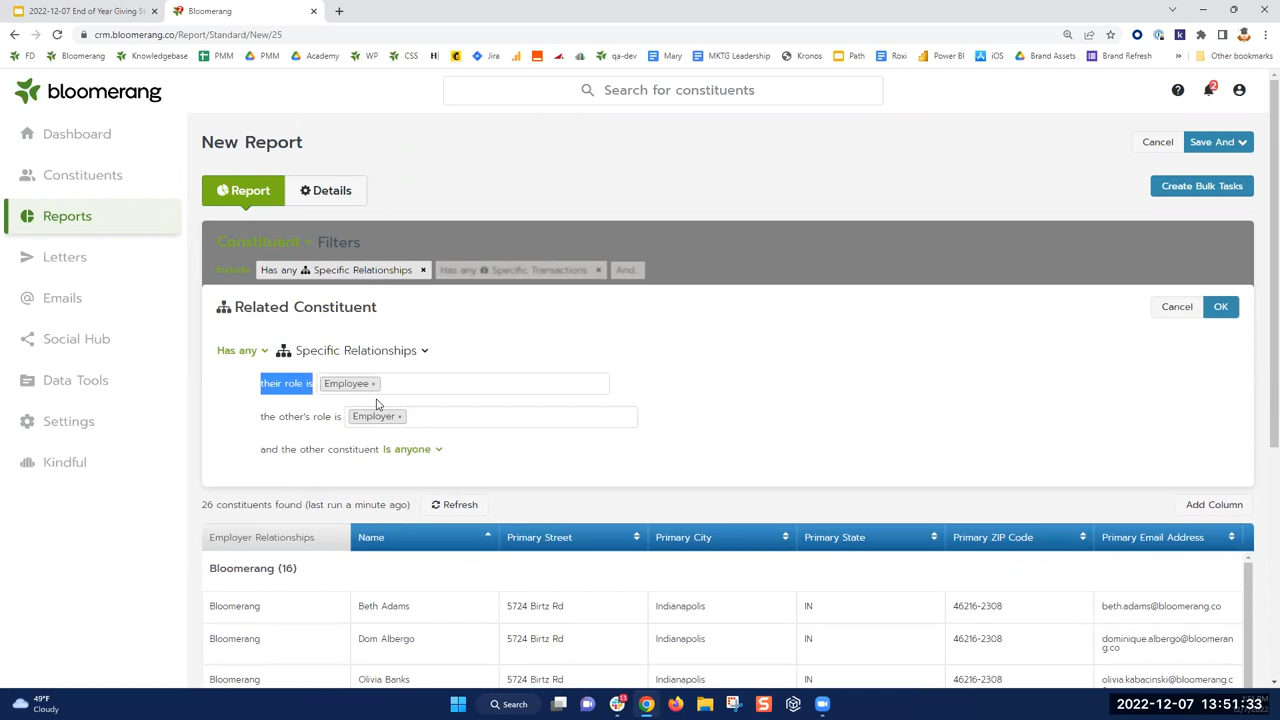 2022-12-07 End of Year Giving S
Bloomerang
crm.bloomerang.co/Report/Standard/New/25
FD
Bloomerang
Knowledgebase
PMM
PMM
Academy
WP
CSS
Jira
qa-dev
Mary
MKTG Leadership
Kronos
Path
Roxi
Power BI
iOS
Brand Assets
Brand Refresh
Other bookmarks
bloomerang
Search for constituents
2
Dashboard
Constituents
Reports
Letters
Emails
Social Hub
Data Tools
Settings
Kindful
New Report
Cancel
Save And
Report
Details
Create Bulk Tasks
Constituent Filters
Include Has any Specific Relationships × Has any Specific Transactions × And...
Related Constituent
Cancel
OK
Has any Specific Relationships
their role is Employee ×
the other's role is Employer ×
and the other constituent Is anyone
26 constituents found (last run a minute ago)
Refresh
Add Column
Employer Relationships Name Primary Street Primary City Primary State Primary ZIP Code Primary Email Address
Bloomerang (16)
Bloomerang Beth Adams 5724 Birtz Rd Indianapolis IN 46216-2308 beth.adams@bloomerang.co
Bloomerang Dom Albergo 5724 Birtz Rd Indianapolis IN 46216-2308 dominique.albergo@bloomeran
g.co
Bloomerang Olivia Banks 5724 Birtz Rd Indianapolis IN 46216-2308 olivia.kabacinski@bloomerang.c
49°F
Cloudy
Search
11
2022-12-07 13:51:33